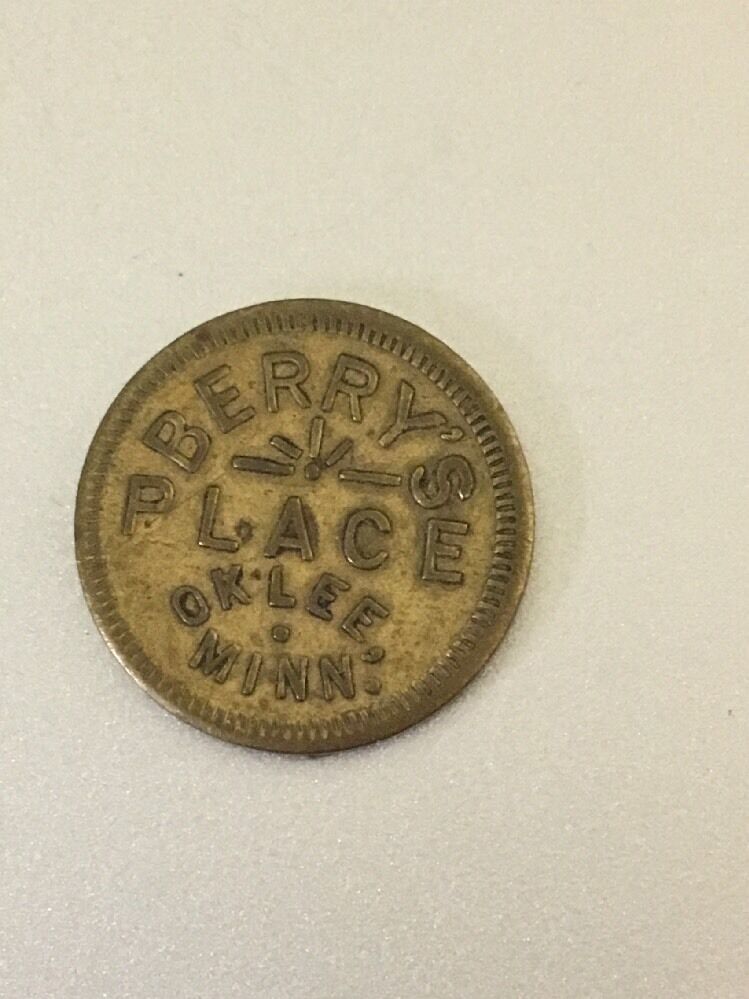 BERRY'S
PLACE
OKLEE,
MINN.